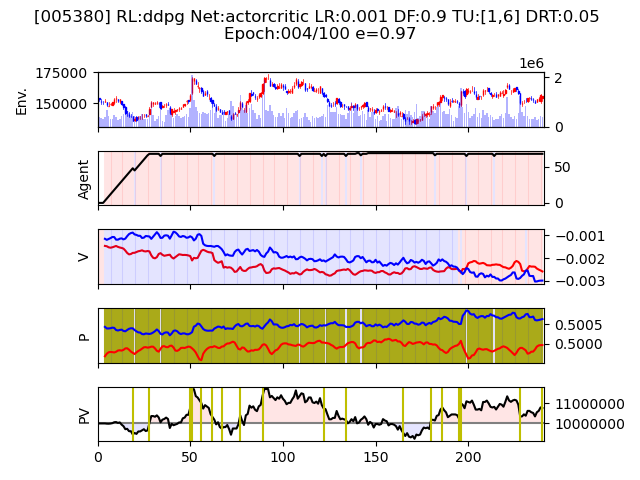 [005380] RL:ddpg Net:actorcritic LR:0.001 DF:0.9 TU:[1,6] DRT:0.05
Epoch:004/100 e=0.97
1e6
175000
150000
Env.
2
0
Agent
50
0
V
−0.001
−0.002
−0.003
P
0.5005
0.5000
PV
11000000
10000000
0
50
100
150
200